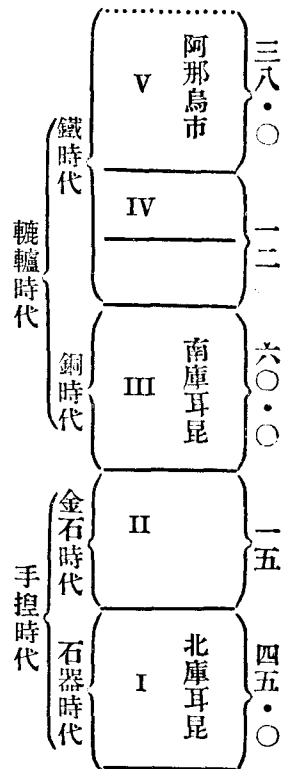 三八・〇
一二
六〇・〇
一五
四五・〇
阿那烏市
南庫耳昆
北庫耳昆
V
IV
III
II
I
鐵時代
銅時代
金石時代
石器時代
轆轤時代
手揑時代